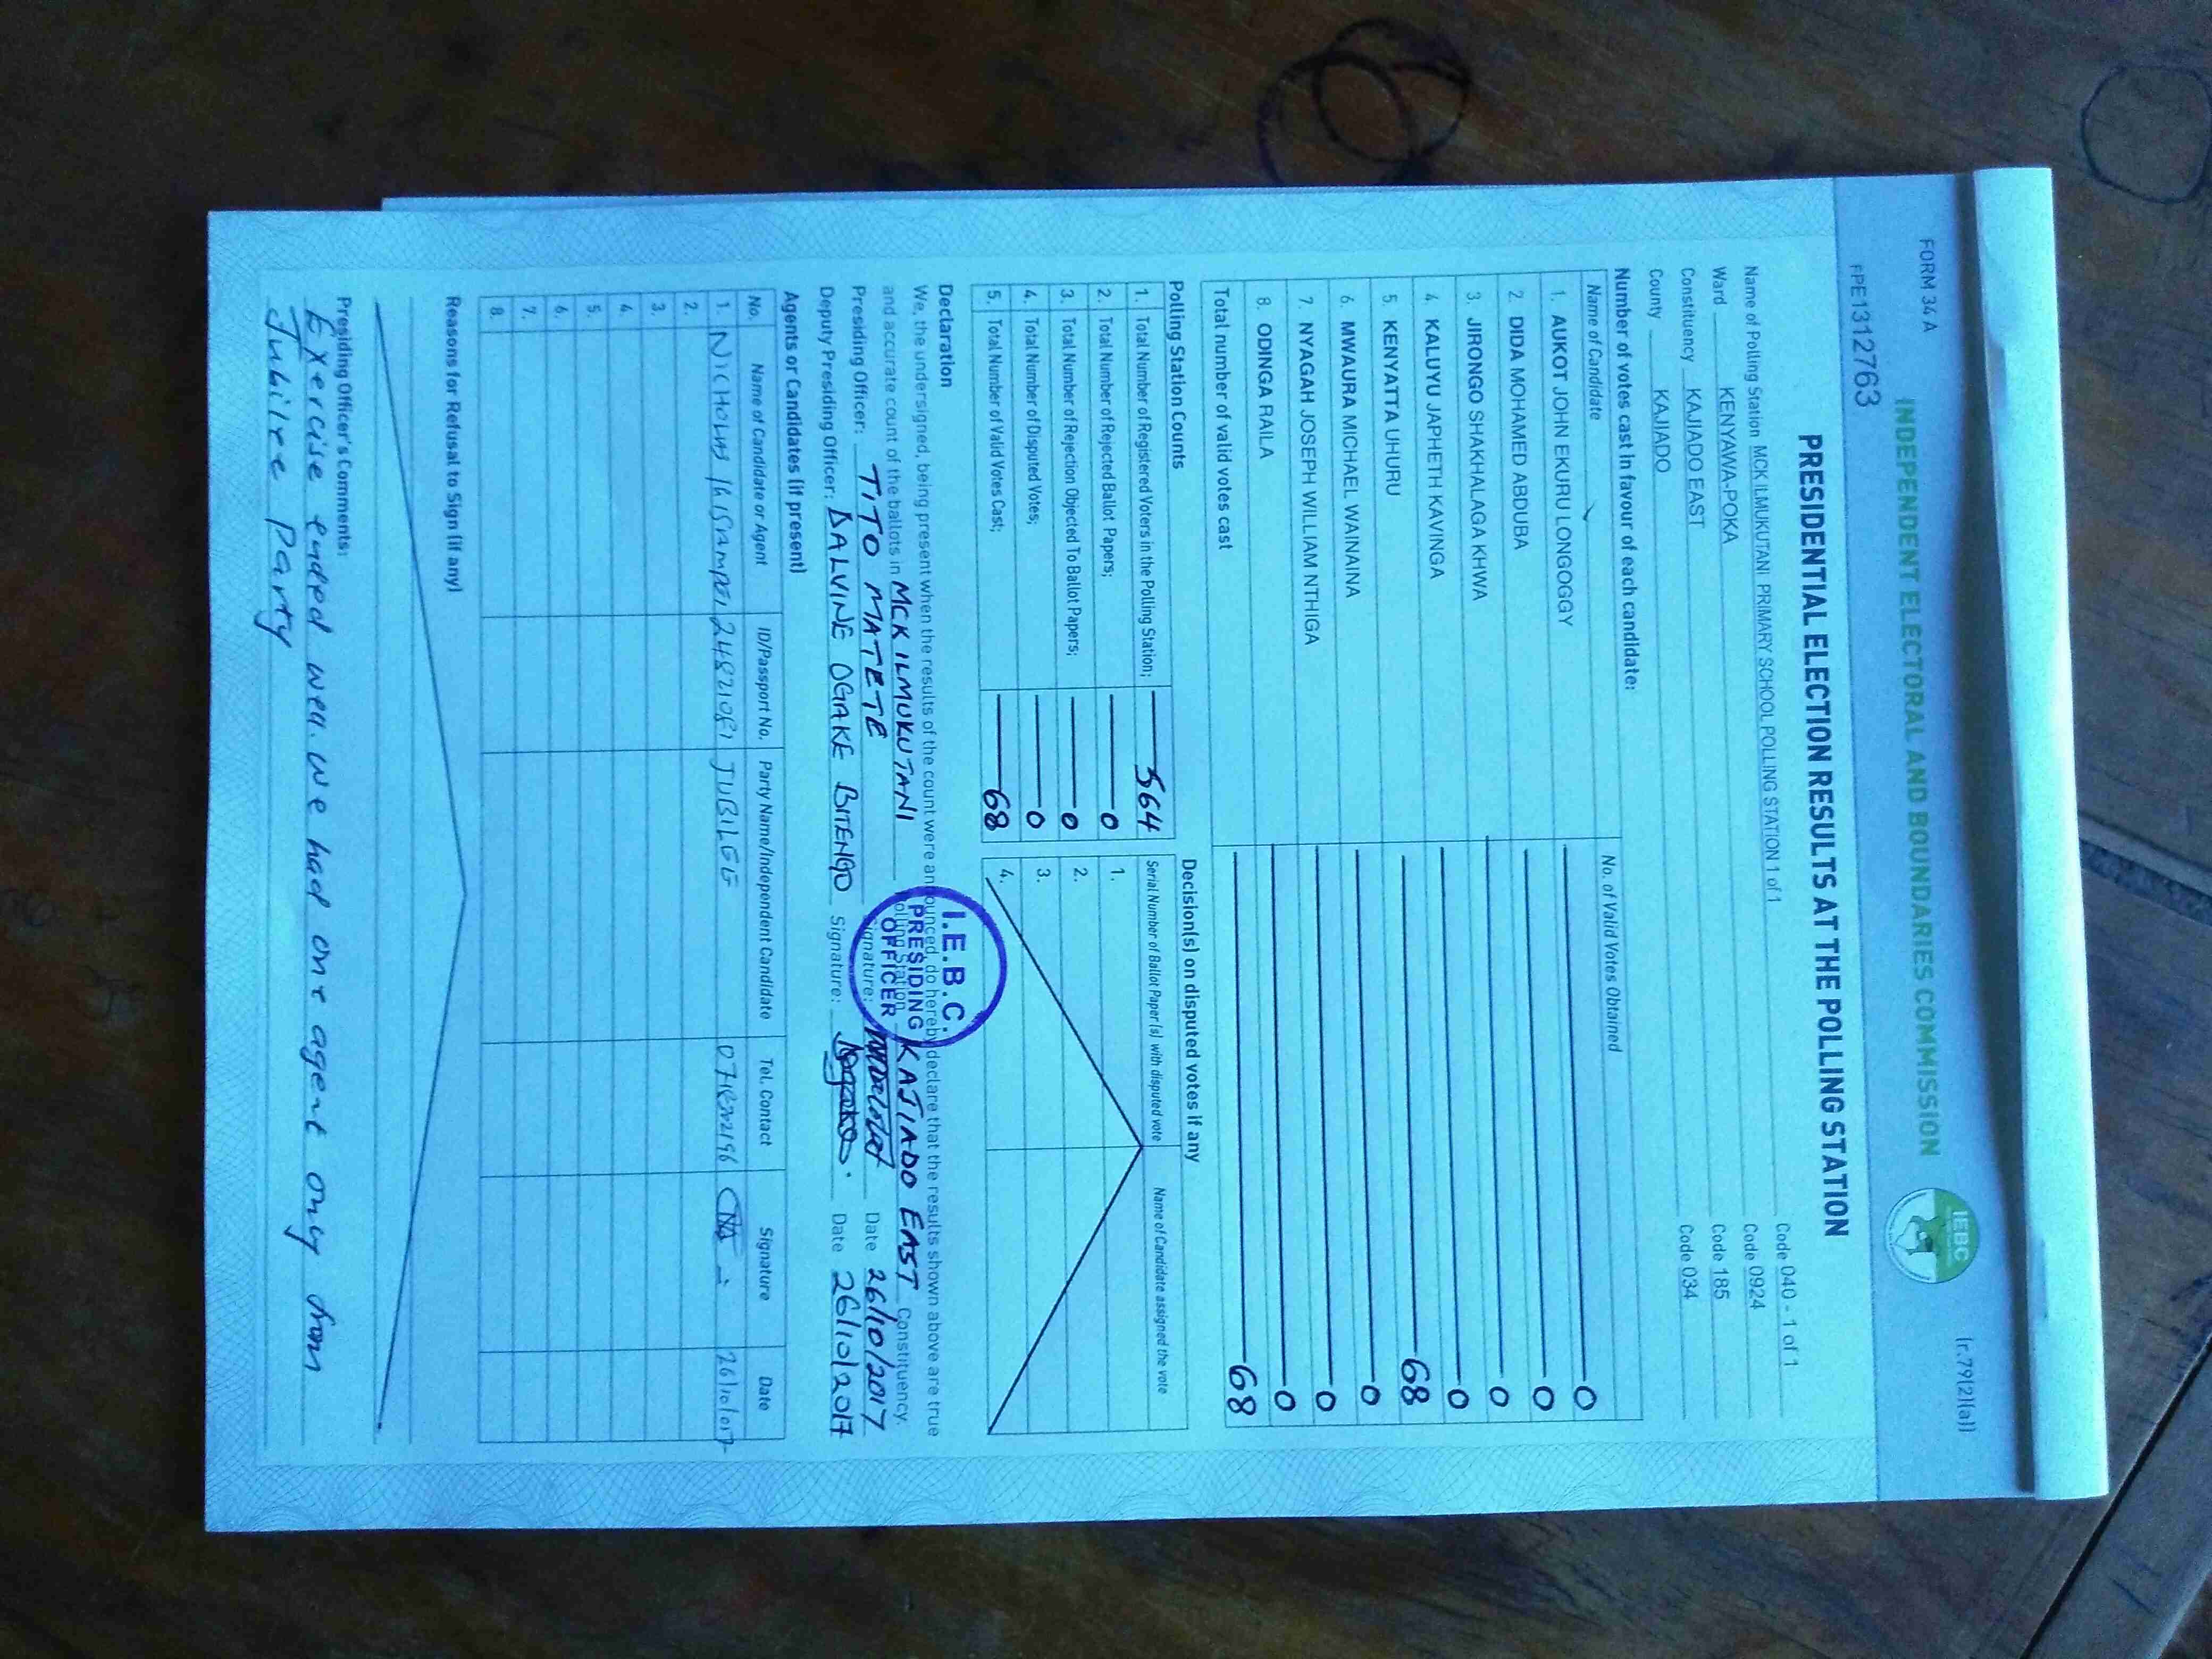 FORM 34 A
(r.79(2)(a))
INDEPENDENT ELECTORAL AND BOUNDARIES COMMISSION
IEBC
PPE1312763
PRESIDENTIAL ELECTION RESULTS AT THE POLLING STATION
Name of Polling Station MCK ILMUKUTANI PRIMARY SCHOOL POLLING STATION 1 of 1 Code 040 - 1 of 1
Ward KENYAWA-POKA Code 0924
Constituency KAJIADO EAST Code 185
County KAJIADO Code 034
Number of votes cast in favour of each candidate:
Name of Candidate No. of Valid Votes Obtained
1. AUKOT JOHN EKURU LONGOGGY 0
2. DIDA MOHAMED ABDUBA 0
3. JIRONGO SHAKHALAGA KHWA 0
4. KALUYU JAPHETH KAVINGA 0
5. KENYATTA UHURU 68
6. MWAURA MICHAEL WAINAINA 0
7. NYAGAH JOSEPH WILLIAM NTHIGA 0
8. ODINGA RAILA 0
Total number of valid votes cast 68
Polling Station Counts
1. Total Number of Registered Voters in the Polling Station; 564
2. Total Number of Rejected Ballot Papers; 0
3. Total Number of Rejection Objected To Ballot Papers; 0
4. Total Number of Disputed Votes; 0
5. Total Number of Valid Votes Cast; 68
Decision(s) on disputed votes if any
Serial Number of Ballot Paper (s) with disputed vote Name of Candidate assigned the vote
1.
2.
3.
4.
Declaration
We, the undersigned, being present when the results of the count were announced, do hereby declare that the results shown above are true
and accurate count of the ballots in MCK ILMUKUTANI Polling Station KAJIADO EAST Constituency.
Presiding Officer: TITO MATETE Signature: Date 26/10/2017
Deputy Presiding Officer: DALVINE OGAKE BITENGO Signature: Date 26/10/2017
I.E.B.C.
PRESIDING
OFFICER
Agents or Candidates (if present)
No. Name of Candidate or Agent ID/Passport No. Party Name/Independent Candidate Tel. Contact Signature Date
1. NICHOLAS JUBILEE
2.
3.
4.
5.
6.
7.
8.
Reasons for Refusal to Sign (if any)
Presiding Officer's Comments:
Exercise ended well. We had one agent only from
Jubilee Party